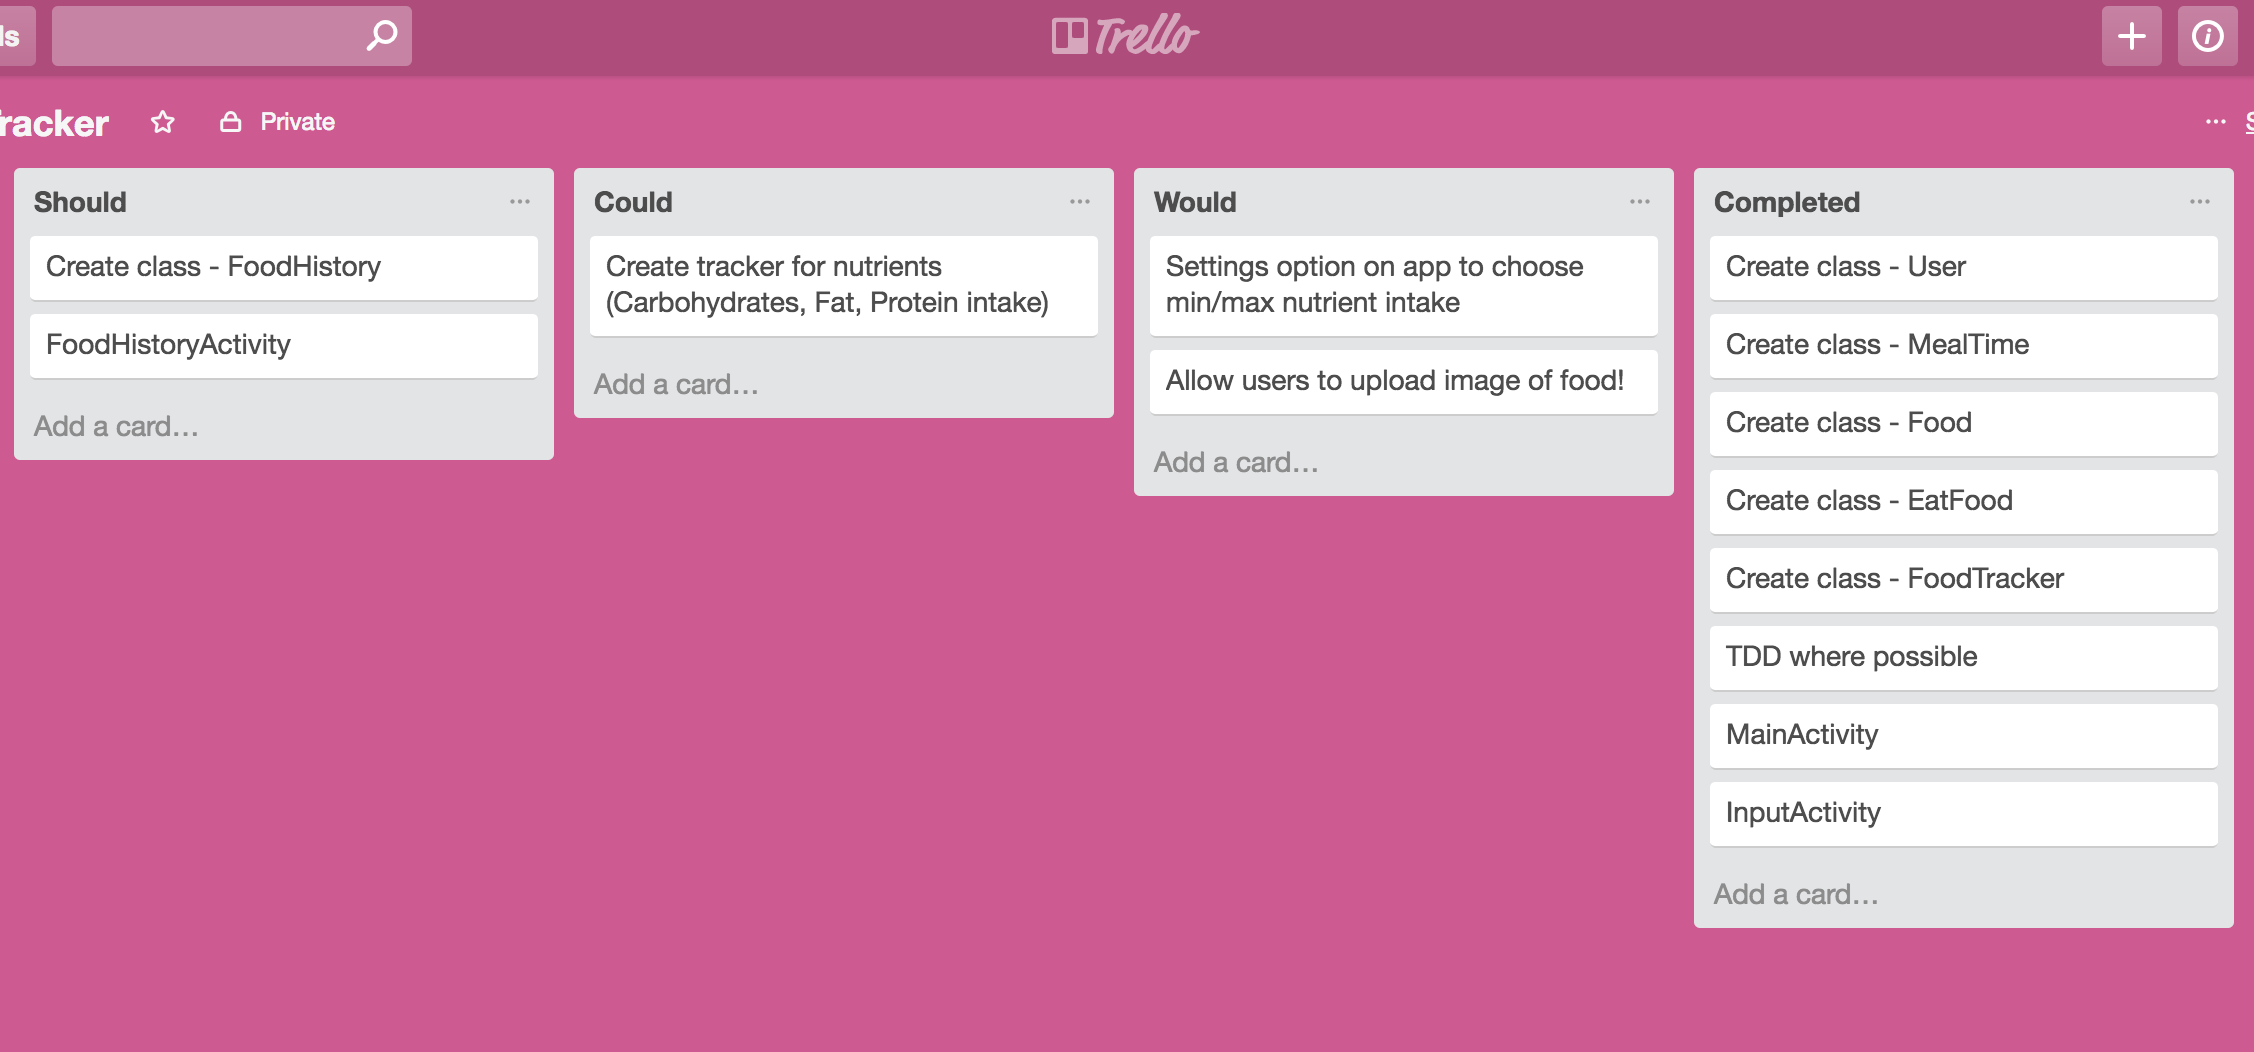 Trello
racker
Private
Should
Create class - FoodHistory
FoodHistoryActivity
Add a card…
Could
Create tracker for nutrients
(Carbohydrates, Fat, Protein intake)
Add a card…
Would
Settings option on app to choose
min/max nutrient intake
Allow users to upload image of food!
Add a card…
Completed
Create class - User
Create class - MealTime
Create class - Food
Create class - EatFood
Create class - FoodTracker
TDD where possible
MainActivity
InputActivity
Add a card…